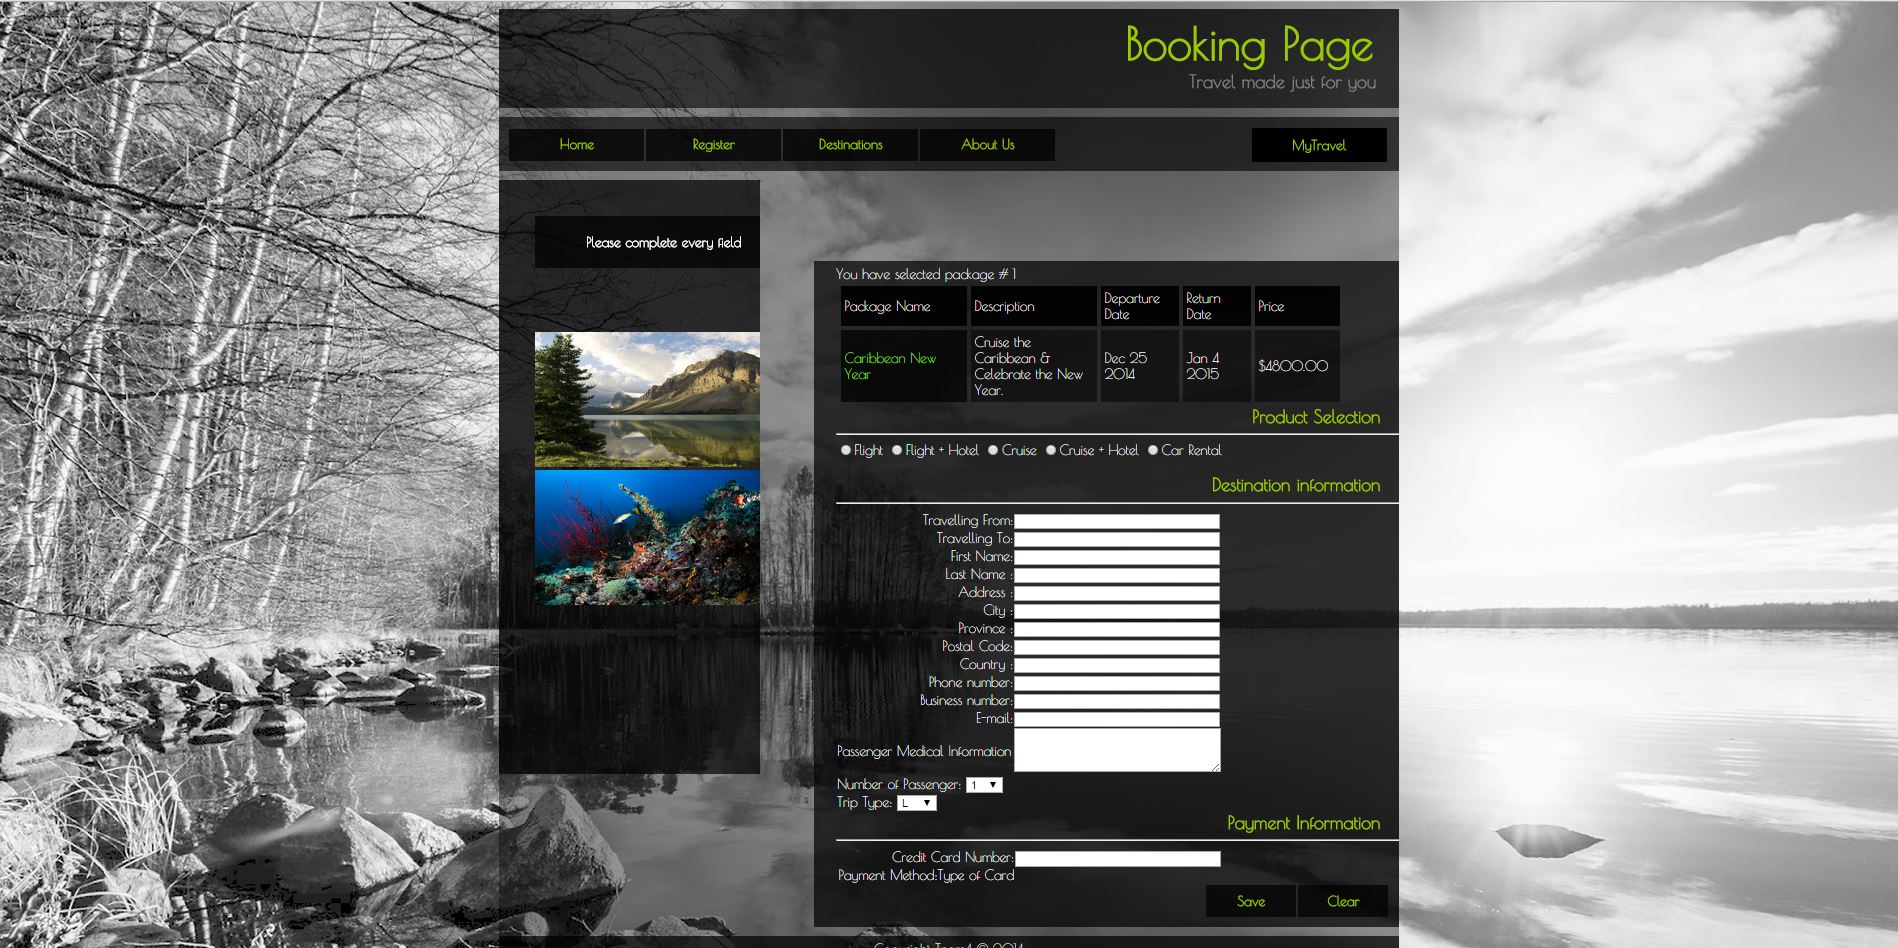 Booking Page
Travel made just for you
Home Register Destinations About Us MyTravel
Please complete every field
You have selected package # 1
Package Name Description Departure Date Return Date Price
Caribbean New Year Cruise the Caribbean & Celebrate the New Year. Dec 25 2014 Jan 4 2015 $4800.00
Product Selection
Flight Flight + Hotel Cruise Cruise + Hotel Car Rental
Destination information
Travelling From:
Travelling To:
First Name:
Last Name :
Address :
City :
Province :
Postal Code:
Country :
Phone number:
Business number:
E-mail:
Passenger Medical Information
Number of Passenger: 1
Trip Type: L
Payment Information
Credit Card Number:
Payment Method:Type of Card
Save Clear
Copyright Team4 © 2014